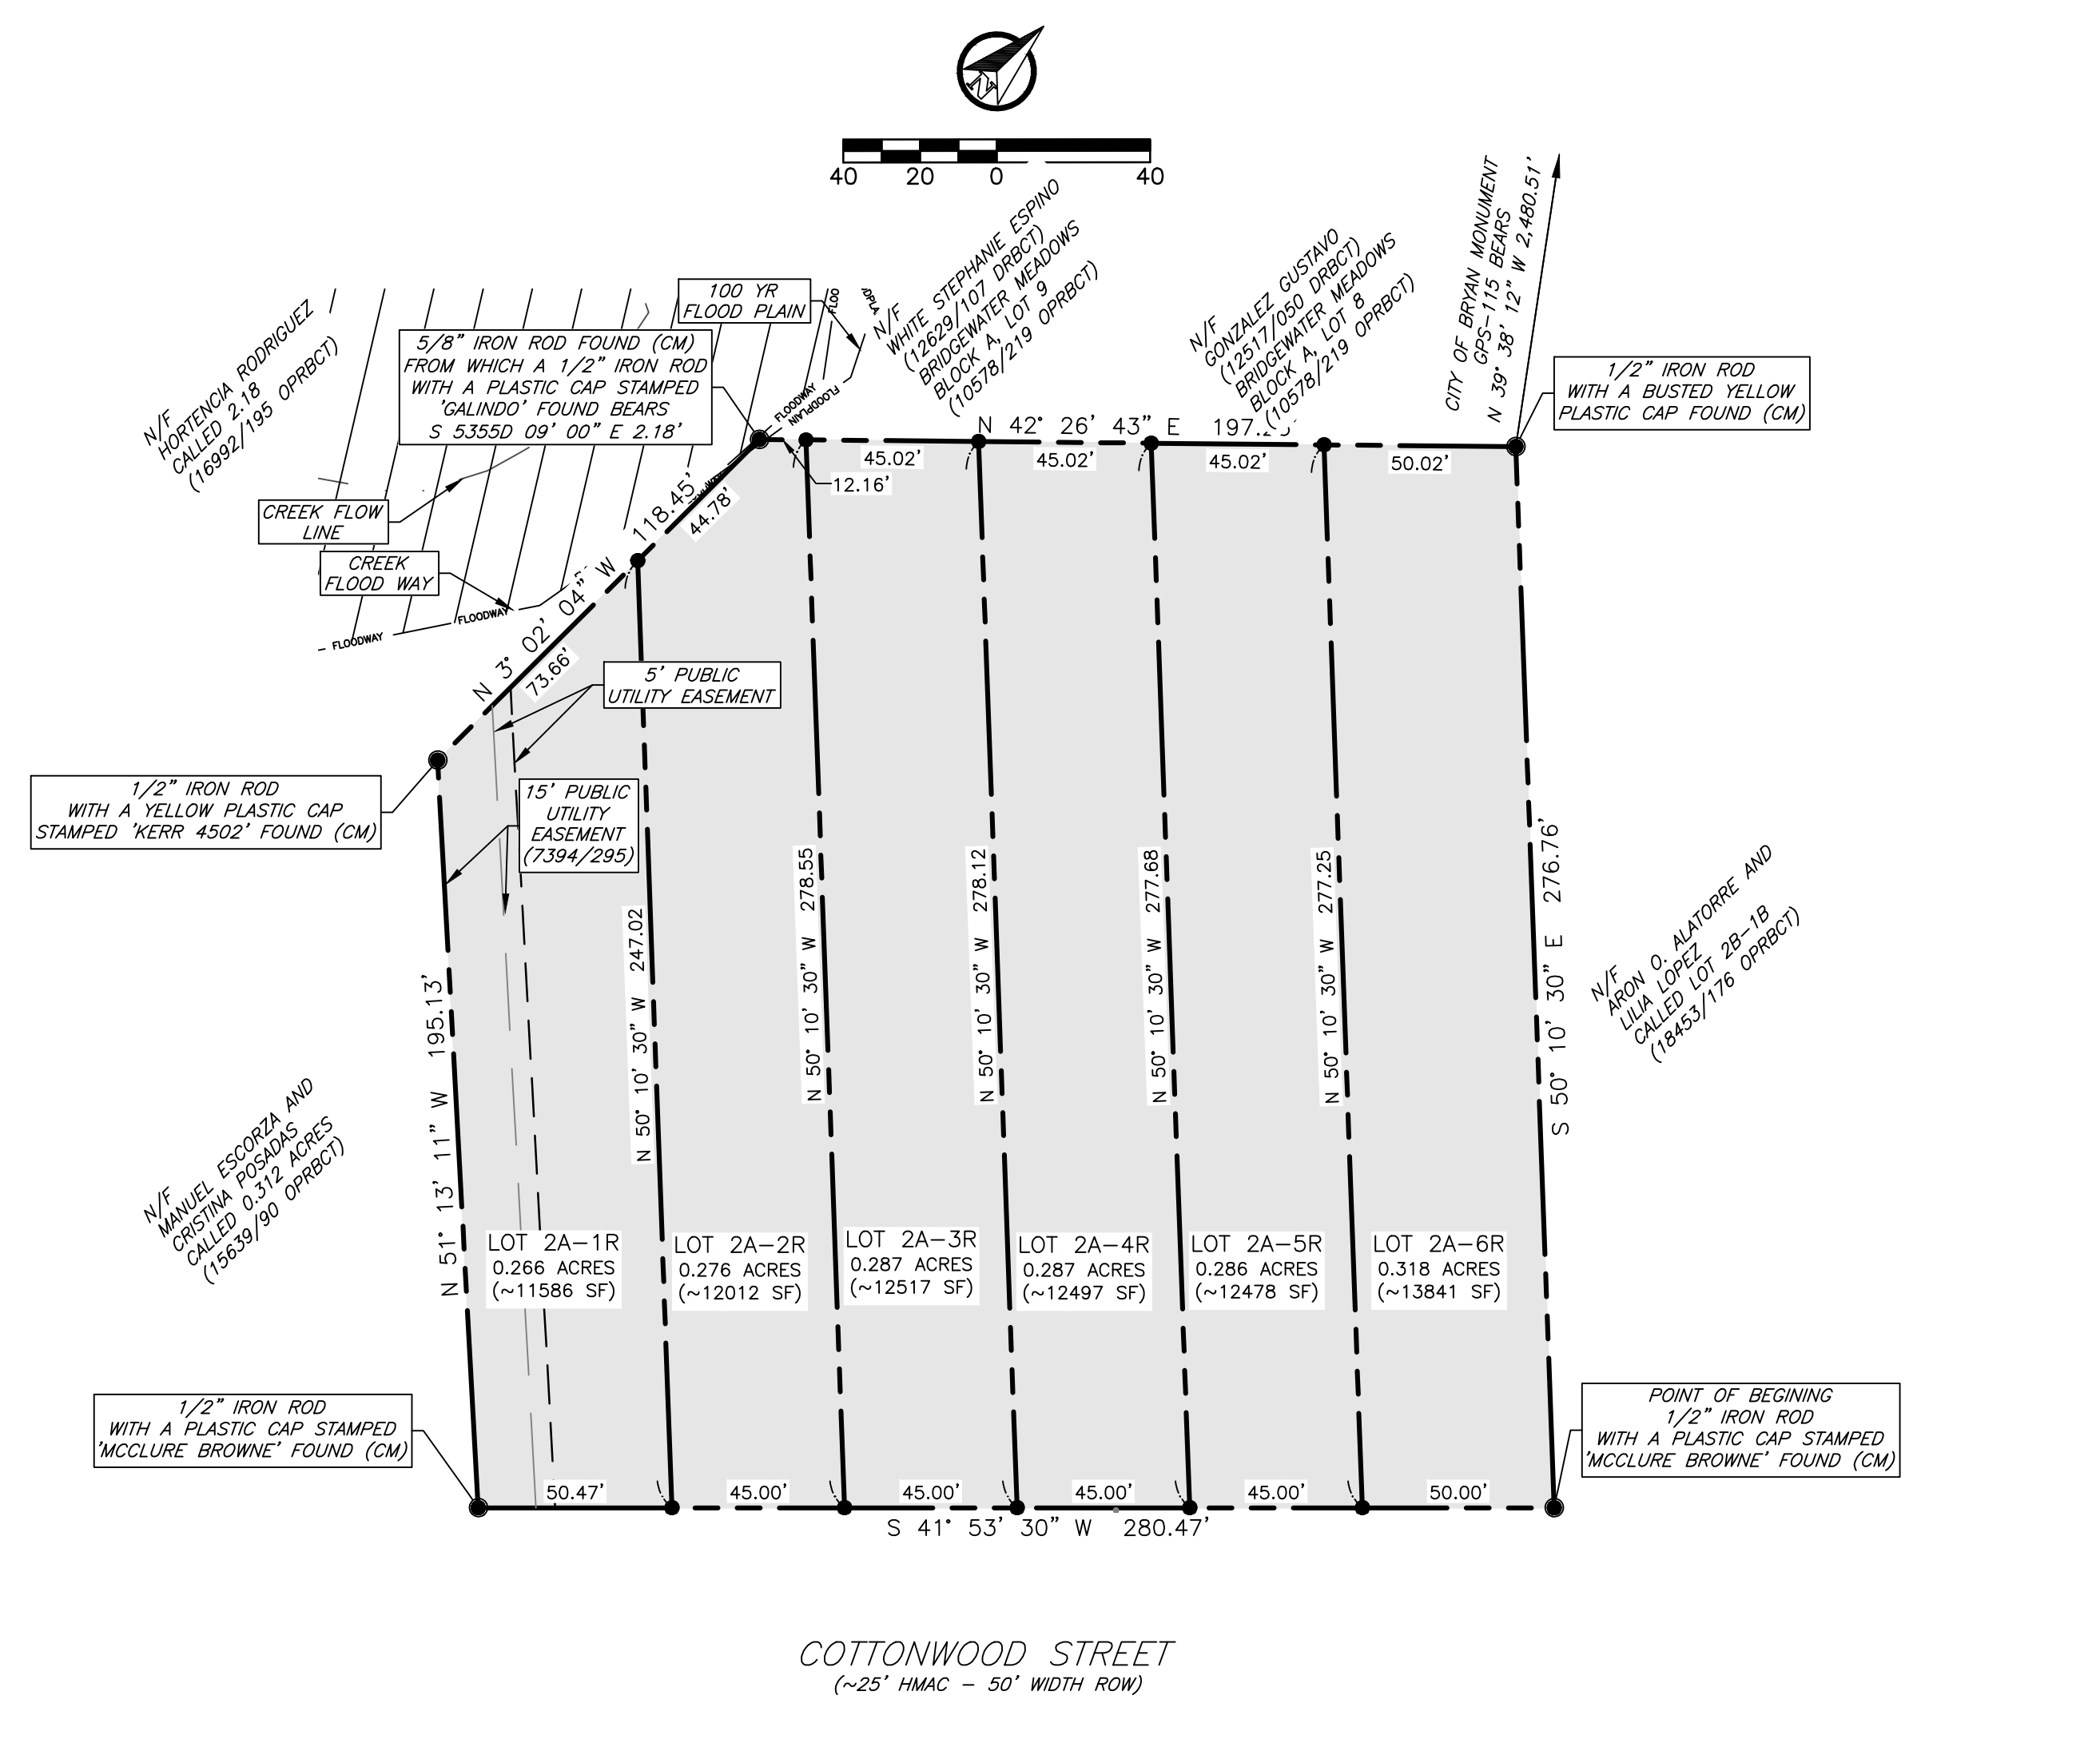 N
40 20 0 40
CITY OF BRYAN MONUMENT
GPS-115 BEARS
N 39° 38' 12" W 2,480.51'
N/F
HORTENCIA RODRIGUEZ
CALLED 2.18
(16992/195 OPRBCT)
100 YR
FLOOD PLAIN
N/F
WHITE STEPHANIE ESPINO
(12629/107 DRBCT)
BRIDGEWATER MEADOWS
BLOCK A, LOT 9
(10578/219 OPRBCT)
N/F
GONZALEZ GUSTAVO
(12517/050 DRBCT)
BRIDGEWATER MEADOWS
BLOCK A, LOT 8
(10578/219 OPRBCT)
5/8" IRON ROD FOUND (CM)
FROM WHICH A 1/2" IRON ROD
WITH A PLASTIC CAP STAMPED
'GALINDO' FOUND BEARS
S 5355D 09' 00" E 2.18'
1/2" IRON ROD
WITH A BUSTED YELLOW
PLASTIC CAP FOUND (CM)
FLOODWAY
FLOODPLAIN
N 42° 26' 43" E
45.02'
45.02'
45.02'
50.02'
12.16'
CREEK FLOW
LINE
CREEK
FLOOD WAY
FLOODWAY
FLOODWAY
N 3° 02' 04" W 118.45'
44.78'
73.66'
5' PUBLIC
UTILITY EASEMENT
1/2" IRON ROD
WITH A YELLOW PLASTIC CAP
STAMPED 'KERR 4502' FOUND (CM)
15' PUBLIC
UTILITY
EASEMENT
(7394/295)
N 51° 13' 11" W 195.13'
N 50° 10' 30" W 247.02
N 50° 10' 30" W 278.55
N 50° 10' 30" W 278.12
N 50° 10' 30" W 277.68
N 50° 10' 30" W 277.25
S 50° 10' 30" E 276.76'
N/F
ARON O. ALATORRE AND
LILIA LOPEZ
CALLED LOT 2B-1B
(18453/176 OPRBCT)
N/F
MANUEL ESCORZA AND
CRISTINA POSADAS
CALLED 0.312 ACRES
(15639/90 OPRBCT)
LOT 2A-1R
0.266 ACRES
(~11586 SF)
LOT 2A-2R
0.276 ACRES
(~12012 SF)
LOT 2A-3R
0.287 ACRES
(~12517 SF)
LOT 2A-4R
0.287 ACRES
(~12497 SF)
LOT 2A-5R
0.286 ACRES
(~12478 SF)
LOT 2A-6R
0.318 ACRES
(~13841 SF)
1/2" IRON ROD
WITH A PLASTIC CAP STAMPED
'MCCLURE BROWNE' FOUND (CM)
POINT OF BEGINING
1/2" IRON ROD
WITH A PLASTIC CAP STAMPED
'MCCLURE BROWNE' FOUND (CM)
50.47'
45.00'
45.00'
45.00'
45.00'
50.00'
S 41° 53' 30" W 280.47'
COTTONWOOD STREET
(~25' HMAC - 50' WIDTH ROW)